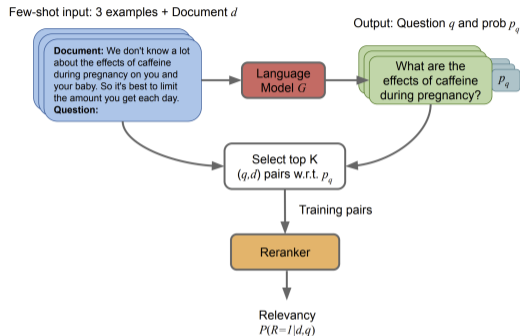 Few-shot input: 3 examples + Document d
Output: Question q and prob p_q
Document: We don't know a lot
about the effects of caffeine
during pregnancy on you and
your baby. So it's best to limit
the amount you get each day.
Question:
Language
Model G
What are the
effects of caffeine
during pregnancy?
p_q
Select top K
(q,d) pairs w.r.t. p_q
Training pairs
Reranker
Relevancy
P(R=1|d,q)